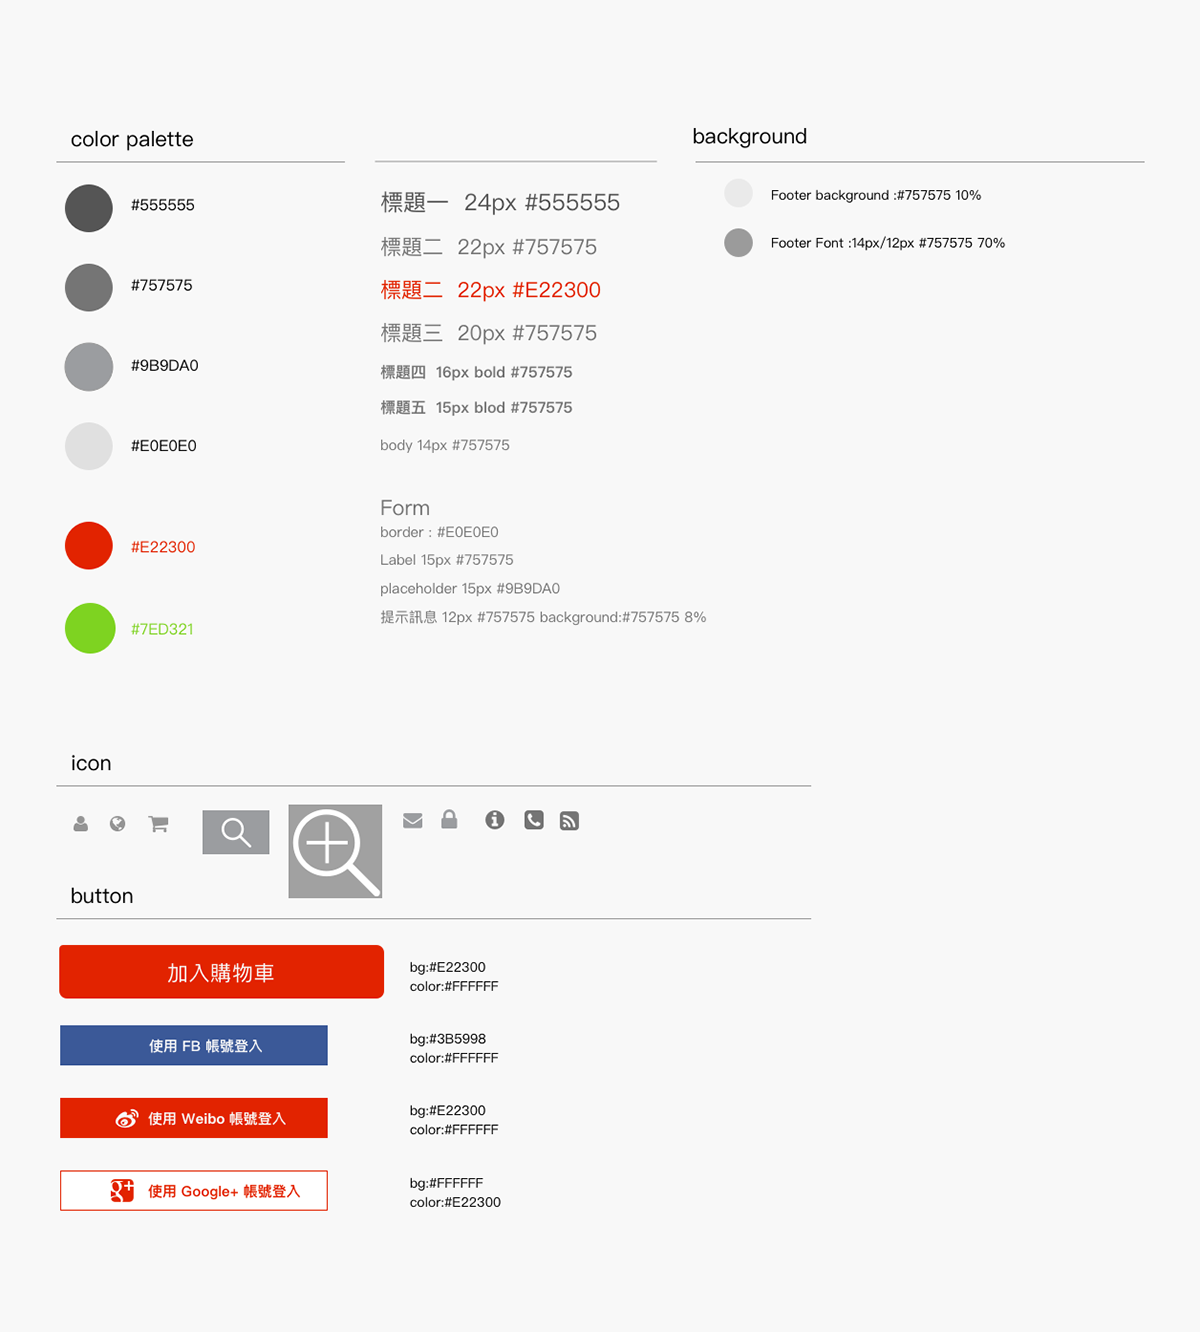 color palette
#555555
#757575
#9B9DA0
#E0E0E0
#E22300
#7ED321
標題一 24px #555555
標題二 22px #757575
標題二 22px #E22300
標題三 20px #757575
標題四 16px bold #757575
標題五 15px blod #757575
body 14px #757575
Form
border : #E0E0E0
Label 15px #757575
placeholder 15px #9B9DA0
提示訊息 12px #757575 background:#757575 8%
background
Footer background :#757575 10%
Footer Font :14px/12px #757575 70%
icon
button
加入購物車
bg:#E22300
color:#FFFFFF
使用 FB 帳號登入
bg:#3B5998
color:#FFFFFF
使用 Weibo 帳號登入
bg:#E22300
color:#FFFFFF
g+ 使用 Google+ 帳號登入
bg:#FFFFFF
color:#E22300